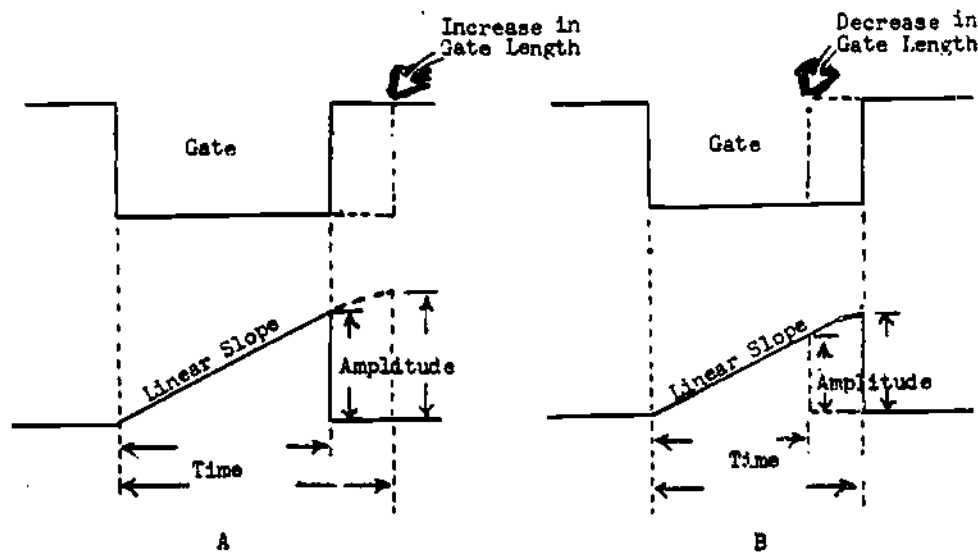 Increase in
Gate Length
Gate
Linear Slope
Amplitude
Time
A
Decrease in
Gate Length
Gate
Linear Slope
Amplitude
Time
B